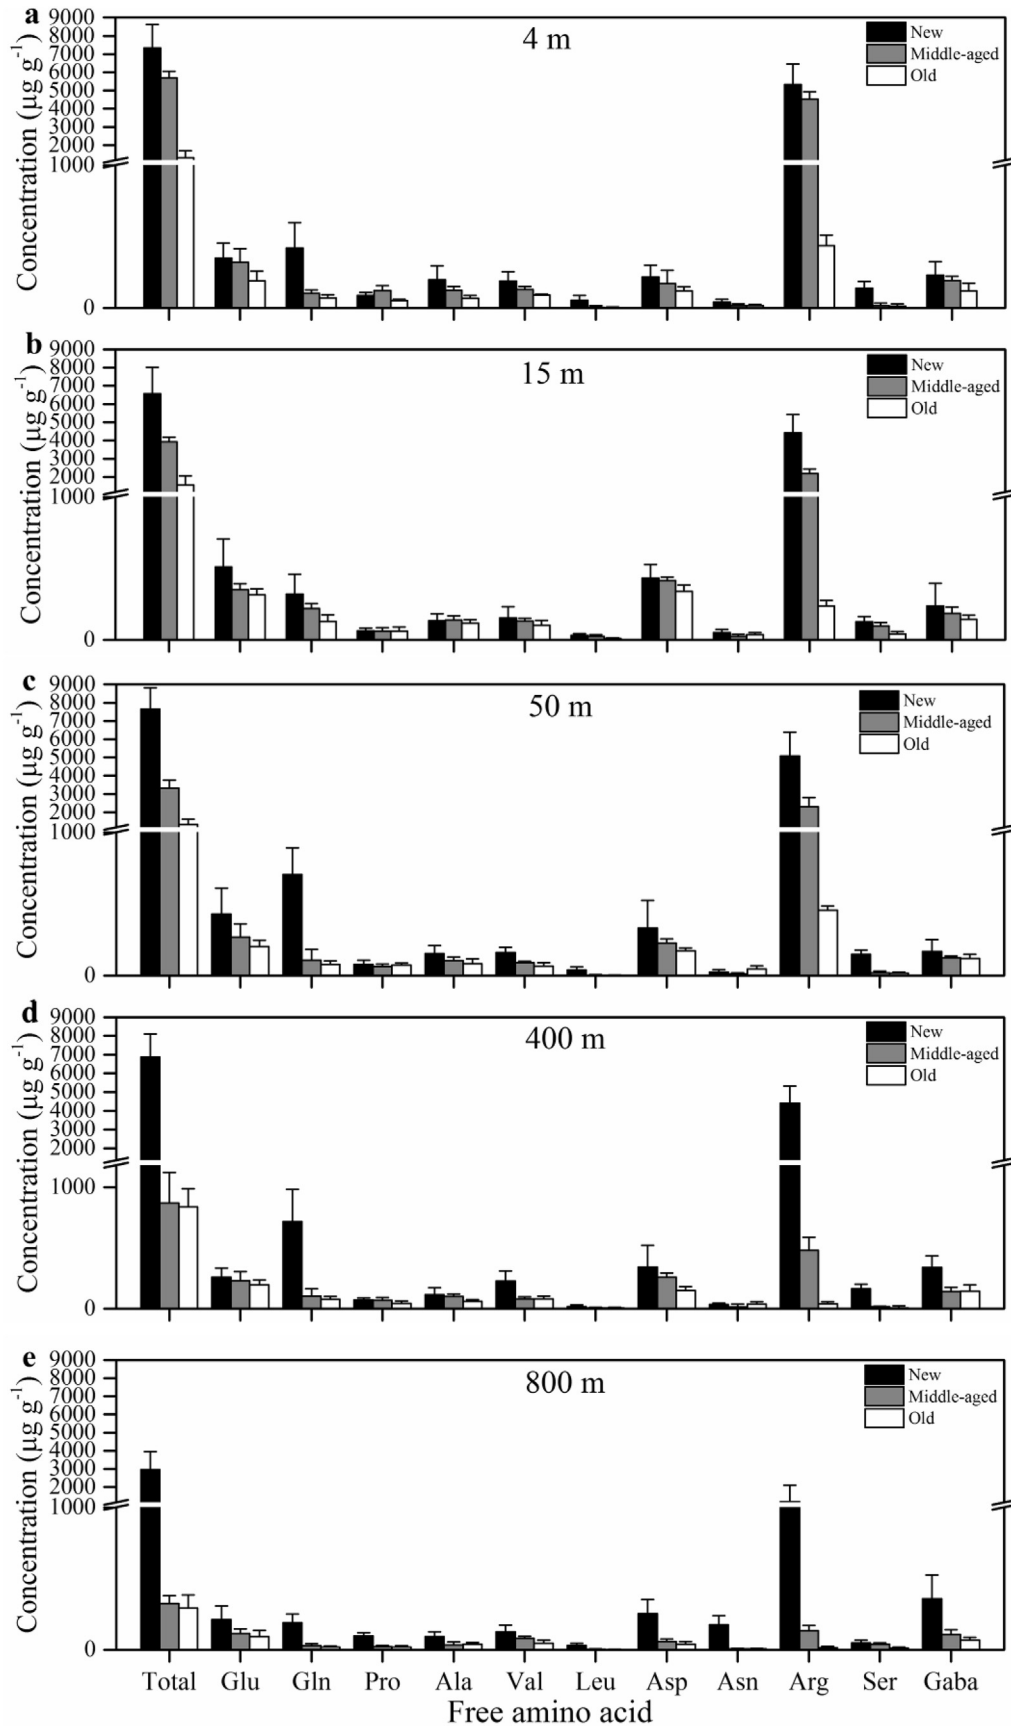 a
4 m
New
Middle-aged
Old
Concentration (µg g⁻¹)
9000
8000
7000
6000
5000
4000
3000
2000
1000
0
b
15 m
New
Middle-aged
Old
Concentration (µg g⁻¹)
9000
8000
7000
6000
5000
4000
3000
2000
1000
0
c
50 m
New
Middle-aged
Old
Concentration (µg g⁻¹)
9000
8000
7000
6000
5000
4000
3000
2000
1000
0
d
400 m
New
Middle-aged
Old
Concentration (µg g⁻¹)
9000
8000
7000
6000
5000
4000
3000
2000
1000
0
e
800 m
New
Middle-aged
Old
Concentration (µg g⁻¹)
9000
8000
7000
6000
5000
4000
3000
2000
1000
0
Total Glu Gln Pro Ala Val Leu Asp Asn Arg Ser Gaba
Free amino acid